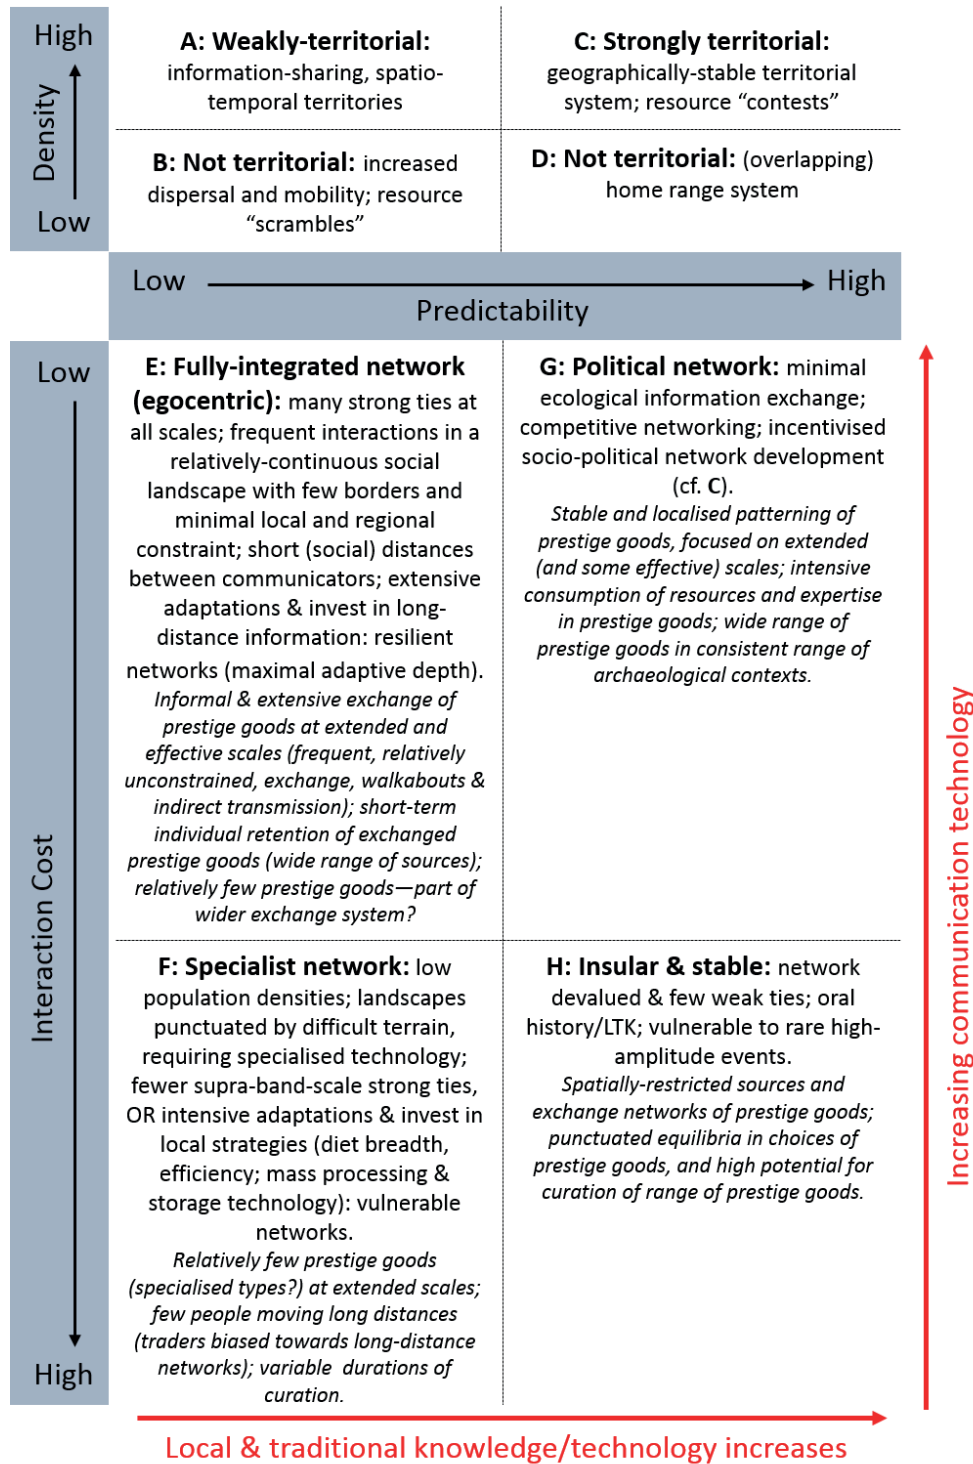 High
Density
Low
A: Weakly-territorial:
information-sharing, spatio-
temporal territories
C: Strongly territorial:
geographically-stable territorial
system; resource “contests”
B: Not territorial: increased
dispersal and mobility; resource
“scrambles”
D: Not territorial: (overlapping)
home range system
Low
High
Predictability
Low
Interaction Cost
High
E: Fully-integrated network
(egocentric): many strong ties at
all scales; frequent interactions in a
relatively-continuous social
landscape with few borders and
minimal local and regional
constraint; short (social) distances
between communicators; extensive
adaptations & invest in long-
distance information: resilient
networks (maximal adaptive depth).
Informal & extensive exchange of
prestige goods at extended and
effective scales (frequent, relatively
unconstrained, exchange, walkabouts &
indirect transmission); short-term
individual retention of exchanged
prestige goods (wide range of sources);
relatively few prestige goods—part of
wider exchange system?
G: Political network: minimal
ecological information exchange;
competitive networking; incentivised
socio-political network development
(cf. C).
Stable and localised patterning of
prestige goods, focused on extended
(and some effective) scales; intensive
consumption of resources and expertise
in prestige goods; wide range of
prestige goods in consistent range of
archaeological contexts.
F: Specialist network: low
population densities; landscapes
punctuated by difficult terrain,
requiring specialised technology;
fewer supra-band-scale strong ties,
OR intensive adaptations & invest in
local strategies (diet breadth,
efficiency; mass processing &
storage technology): vulnerable
networks.
Relatively few prestige goods
(specialised types?) at extended scales;
few people moving long distances
(traders biased towards long-distance
networks); variable durations of
curation.
H: Insular & stable: network
devalued & few weak ties; oral
history/LTK; vulnerable to rare high-
amplitude events.
Spatially-restricted sources and
exchange networks of prestige goods;
punctuated equilibria in choices of
prestige goods, and high potential for
curation of range of prestige goods.
Increasing communication technology
Local & traditional knowledge/technology increases